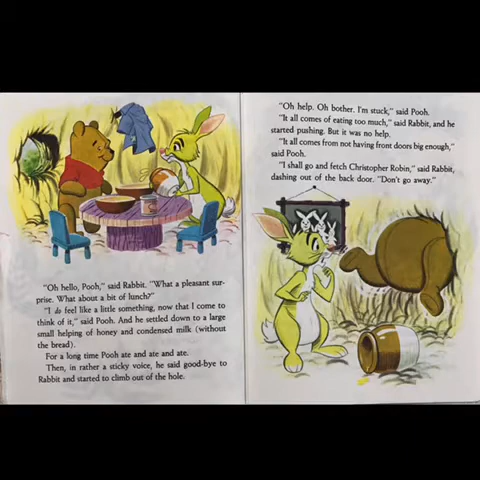 "Oh hello, Pooh," said Rabbit. "What a pleasant sur-
prise. What about a bit of lunch?"
"I do feel like a little something, now that I come to
think of it," said Pooh. And he settled down to a large
small helping of honey and condensed milk (without
the bread).
For a long time Pooh ate and ate and ate.
Then, in rather a sticky voice, he said good-bye to
Rabbit and started to climb out of the hole.
"Oh help. Oh bother. I'm stuck," said Pooh.
"It all comes of eating too much," said Rabbit, and he
started pushing. But it was no help.
"It all comes from not having front doors big enough,"
said Pooh.
"I shall go and fetch Christopher Robin," said Rabbit,
dashing out of the back door. "Don't go away."